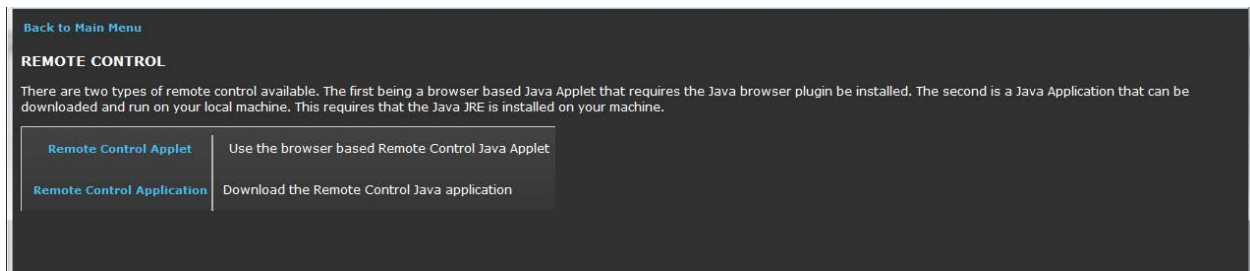 Back to Main Menu
REMOTE CONTROL
There are two types of remote control available. The first being a browser based Java Applet that requires the Java browser plugin be installed. The second is a Java Application that can be
downloaded and run on your local machine. This requires that the Java JRE is installed on your machine.
Remote Control Applet Use the browser based Remote Control Java Applet
Remote Control Application Download the Remote Control Java application